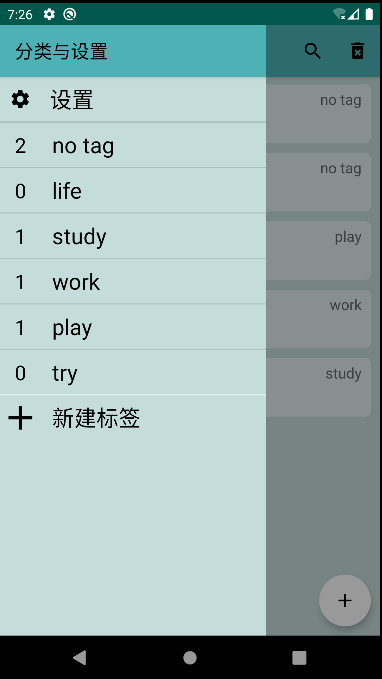 7:26
分类与设置
设置
2 no tag
0 life
1 study
1 work
1 play
0 try
新建标签
no tag
no tag
play
work
study